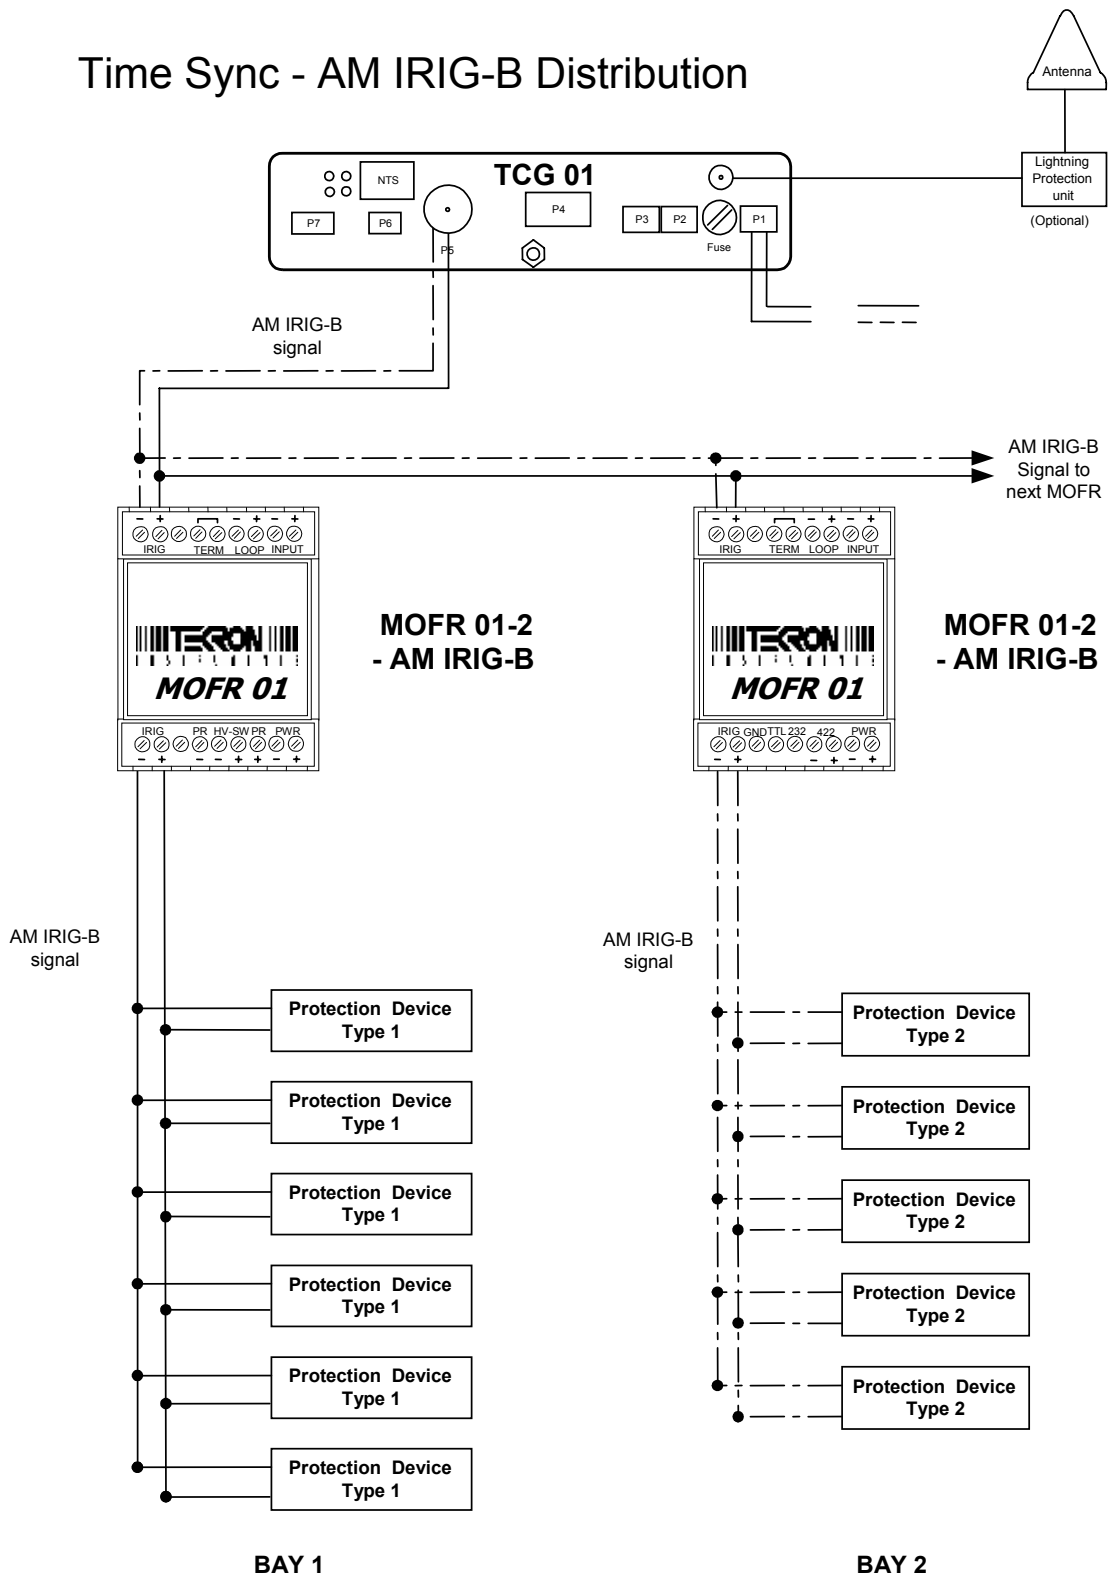 Time Sync - AM IRIG-B Distribution
Antenna
Lightning
Protection
unit
(Optional)
TCG 01
NTS
P7
P6
P5
P4
P3
P2
Fuse
P1
AM IRIG-B
signal
AM IRIG-B
Signal to
next MOFR
- + - + - +
IRIG TERM LOOP INPUT
TEKRON
MOFR 01
IRIG PR HV-SW PR PWR
- + - - + + - +
MOFR 01-2
- AM IRIG-B
- + - + - +
IRIG TERM LOOP INPUT
TEKRON
MOFR 01
IRIG GND TTL 232 422 PWR
- + - + - +
MOFR 01-2
- AM IRIG-B
AM IRIG-B
signal
Protection Device
Type 1
Protection Device
Type 1
Protection Device
Type 1
Protection Device
Type 1
Protection Device
Type 1
Protection Device
Type 1
BAY 1
AM IRIG-B
signal
Protection Device
Type 2
Protection Device
Type 2
Protection Device
Type 2
Protection Device
Type 2
Protection Device
Type 2
BAY 2